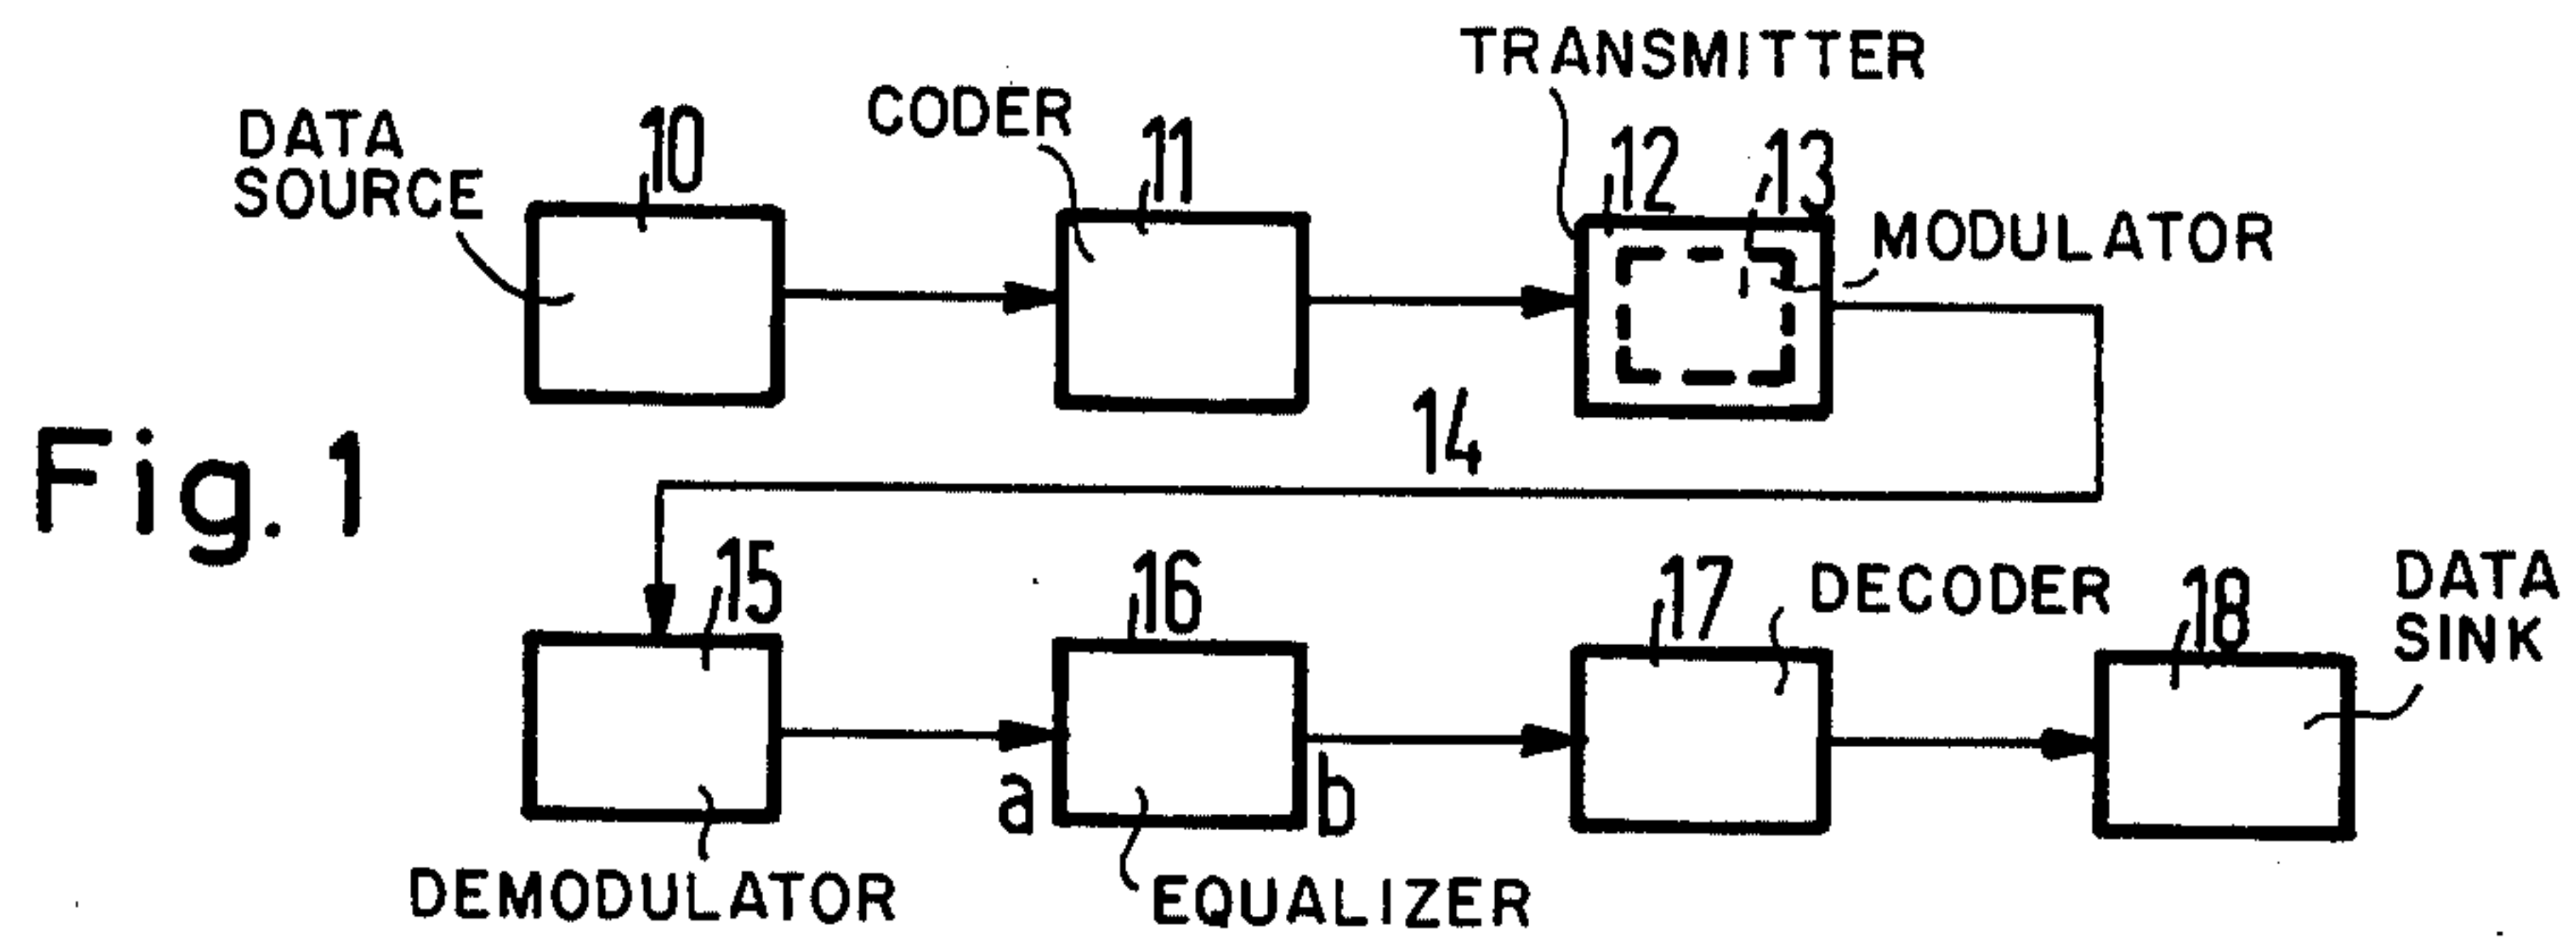 TRANSMITTER
CODER
DATA
SOURCE
10
11
12
13
MODULATOR
14
Fig. 1
15
16
17
DECODER
18
DATA
SINK
a
b
DEMODULATOR
EQUALIZER